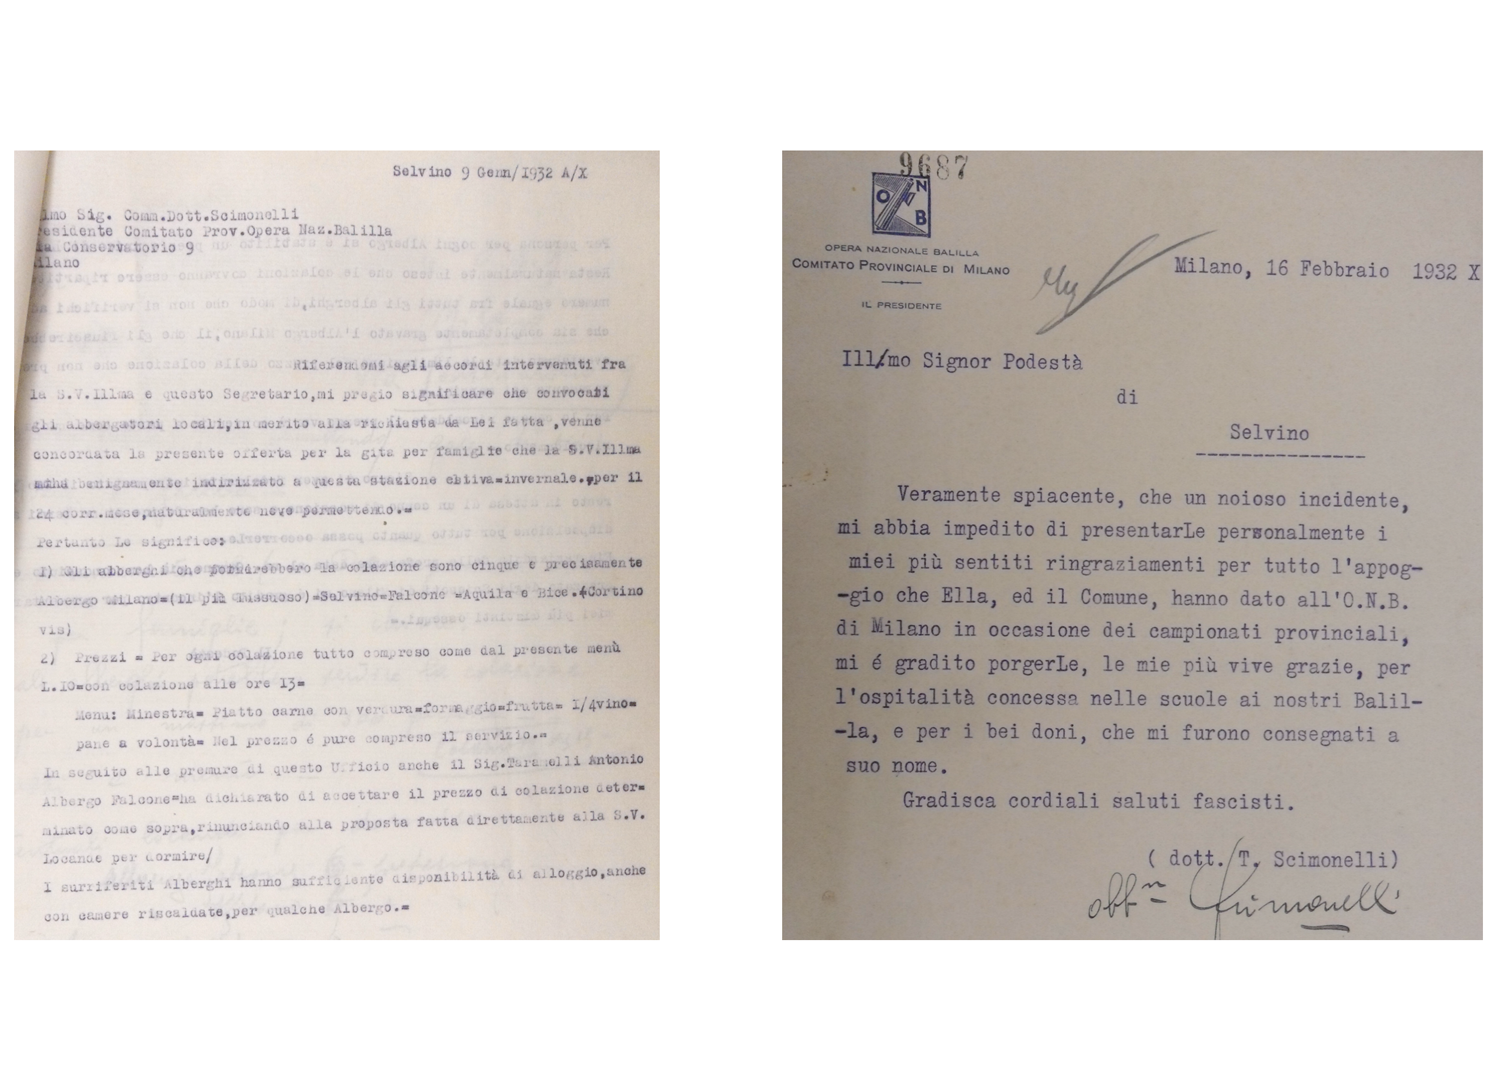 Selvino 9 Genn/1932 A/X
lmo Sig. Comm.Dott.Scimonelli
esidente Comitato Prov.Opera Naz.Balilla
ia Conservatorio 9
ilano
Riferendomi agli accordi intervenuti fra
la S.V.Illma e questo Segretario,mi pregio significare che convocati
gli albergatori locali,in merito alla richiesta da Lei fatta ,venne
concordata la presente offerta per la gita per famiglie che la S.V.Illma
benignamente indirizzato a questa stazione estiva=invernale. per il
24 corr.mese,naturalmente neve permettendo.=
Pertanto Le significo:
1) Gli alberghi che fornirebbero la colazione sono cinque e precisamente
Albergo Milano=(il più lussuoso)=Selvino=Falcone =Aquila e Bice.(Cortino
vis)
2) Prezzi = Per ogni colazione tutto compreso come dal presente menù
L.IO=con colazione alle ore 13=
Menu: Minestra= Piatto carne con verdura=formaggio=frutta= I/4vino=
pane a volontà= Nel prezzo é pure compreso il servizio.=
In seguito alle premure di questo Ufficio anche il Sig. Antonio
Albergo Falcone=ha dichiarato di accettare il prezzo di colazione deter=
minato come sopra,rinunciando alla proposta fatta direttamente alla S.V.
Locande per dormire/
I surriferiti Alberghi hanno sufficiente disponibilità di alloggio,anche
con camere riscaldate,per qualche Albergo.=
9687
O N B
OPERA NAZIONALE BALILLA
COMITATO PROVINCIALE DI MILANO
IL PRESIDENTE
Milano, 16 Febbraio 1932 X
Ill/mo Signor Podestà
di
Selvino
--------------
Veramente spiacente, che un noioso incidente,
mi abbia impedito di presentarLe personalmente i
miei più sentiti ringraziamenti per tutto l'appog-
-gio che Ella, ed il Comune, hanno dato all'O.N.B.
di Milano in occasione dei campionati provinciali,
mi é gradito porgerLe, le mie più vive grazie, per
l'ospitalità concessa nelle scuole ai nostri Balil-
-la, e per i bei doni, che mi furono consegnati a
suo nome.
Gradisca cordiali saluti fascisti.
( dott./T. Scimonelli)
Scimonelli